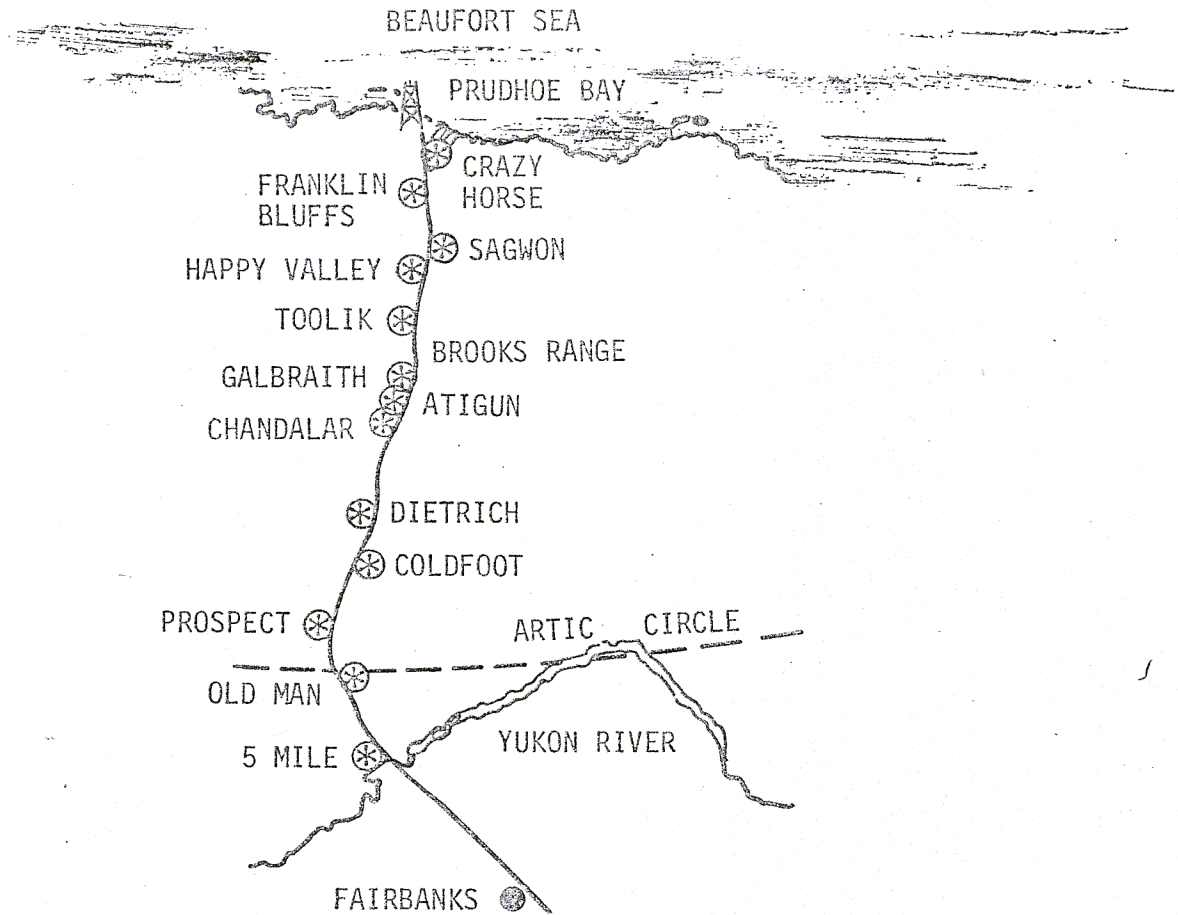 BEAUFORT SEA
PRUDHOE BAY
CRAZY
HORSE
FRANKLIN
BLUFFS
SAGWON
HAPPY VALLEY
TOOLIK
BROOKS RANGE
GALBRAITH
ATIGUN
CHANDALAR
DIETRICH
COLDFOOT
PROSPECT
ARTIC CIRCLE
OLD MAN
YUKON RIVER
5 MILE
FAIRBANKS